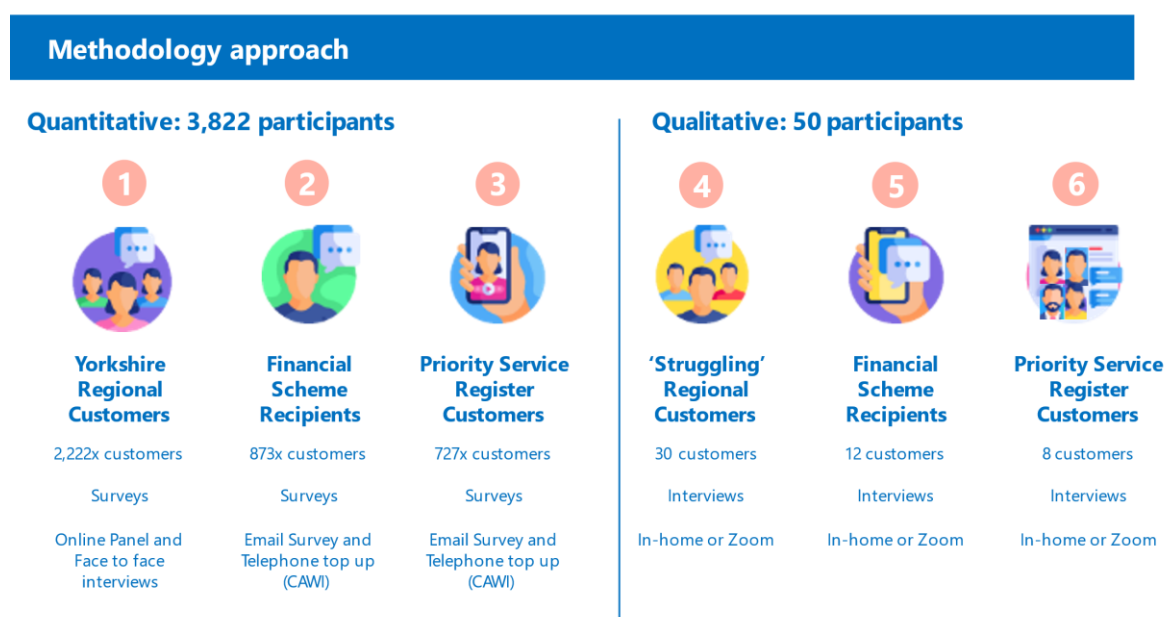 Methodology approach
Quantitative: 3,822 participants
1
2
3
Yorkshire
Regional
Customers
Financial
Scheme
Recipients
Priority Service
Register
Customers
2,222x customers
873x customers
727x customers
Surveys
Surveys
Surveys
Online Panel and
Face to face
interviews
Email Survey and
Telephone top up
(CAWI)
Email Survey and
Telephone top up
(CAWI)
Qualitative: 50 participants
4
5
6
‘Struggling’
Regional
Customers
Financial
Scheme
Recipients
Priority Service
Register
Customers
30 customers
12 customers
8 customers
Interviews
Interviews
Interviews
In-home or Zoom
In-home or Zoom
In-home or Zoom